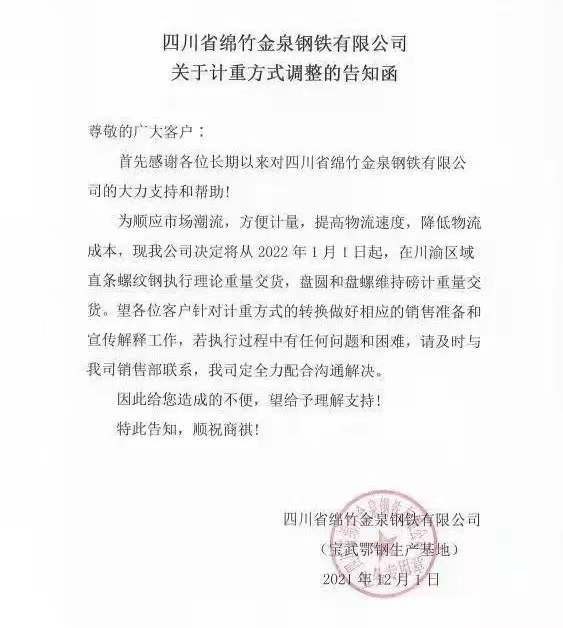 四川省绵竹金泉钢铁有限公司
关于计重方式调整的告知函
尊敬的广大客户：
首先感谢各位长期以来对四川省绵竹金泉钢铁有限公
司的大力支持和帮助！
为顺应市场潮流，方便计量，提高物流速度，降低物流
成本，现我公司决定将从 2022 年 1 月 1 日起，在川渝区域
直条螺纹钢执行理论重量交货，盘圆和盘螺维持磅计重量交
货。望各位客户针对计重方式的转换做好相应的销售准备和
宣传解释工作，若执行过程中有任何问题和困难，请及时与
我司销售部联系，我司定全力配合沟通解决。
因此给您造成的不便，望给予理解支持！
特此告知，顺祝商祺！
四川省绵竹金泉钢铁有限公司
（宝武鄂钢生产基地）
2021 年 12 月 1 日